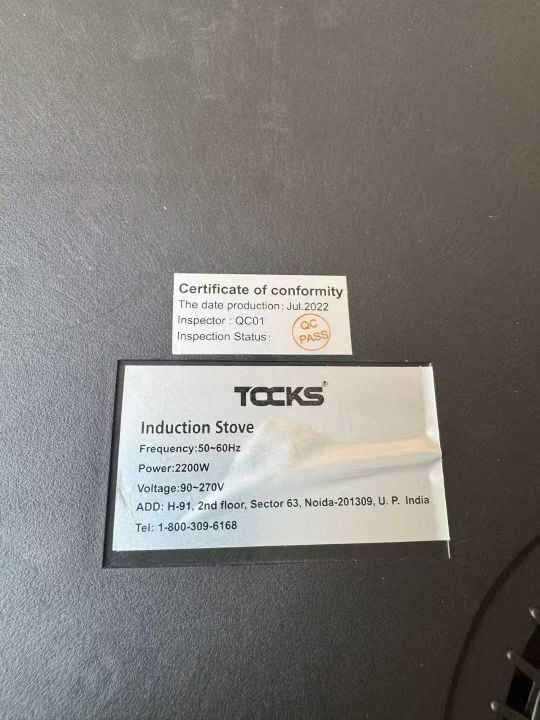 Certificate of conformity
The date production: Jul.2022
Inspector : QC01
Inspection Status:
QC
PASS
TOCKS®
Induction Stove
Frequency:50~60Hz
Power:2200W
Voltage:90~270V
ADD: H-91, 2nd floor, Sector 63, Noida-201309, U. P. India
Tel: 1-800-309-6168